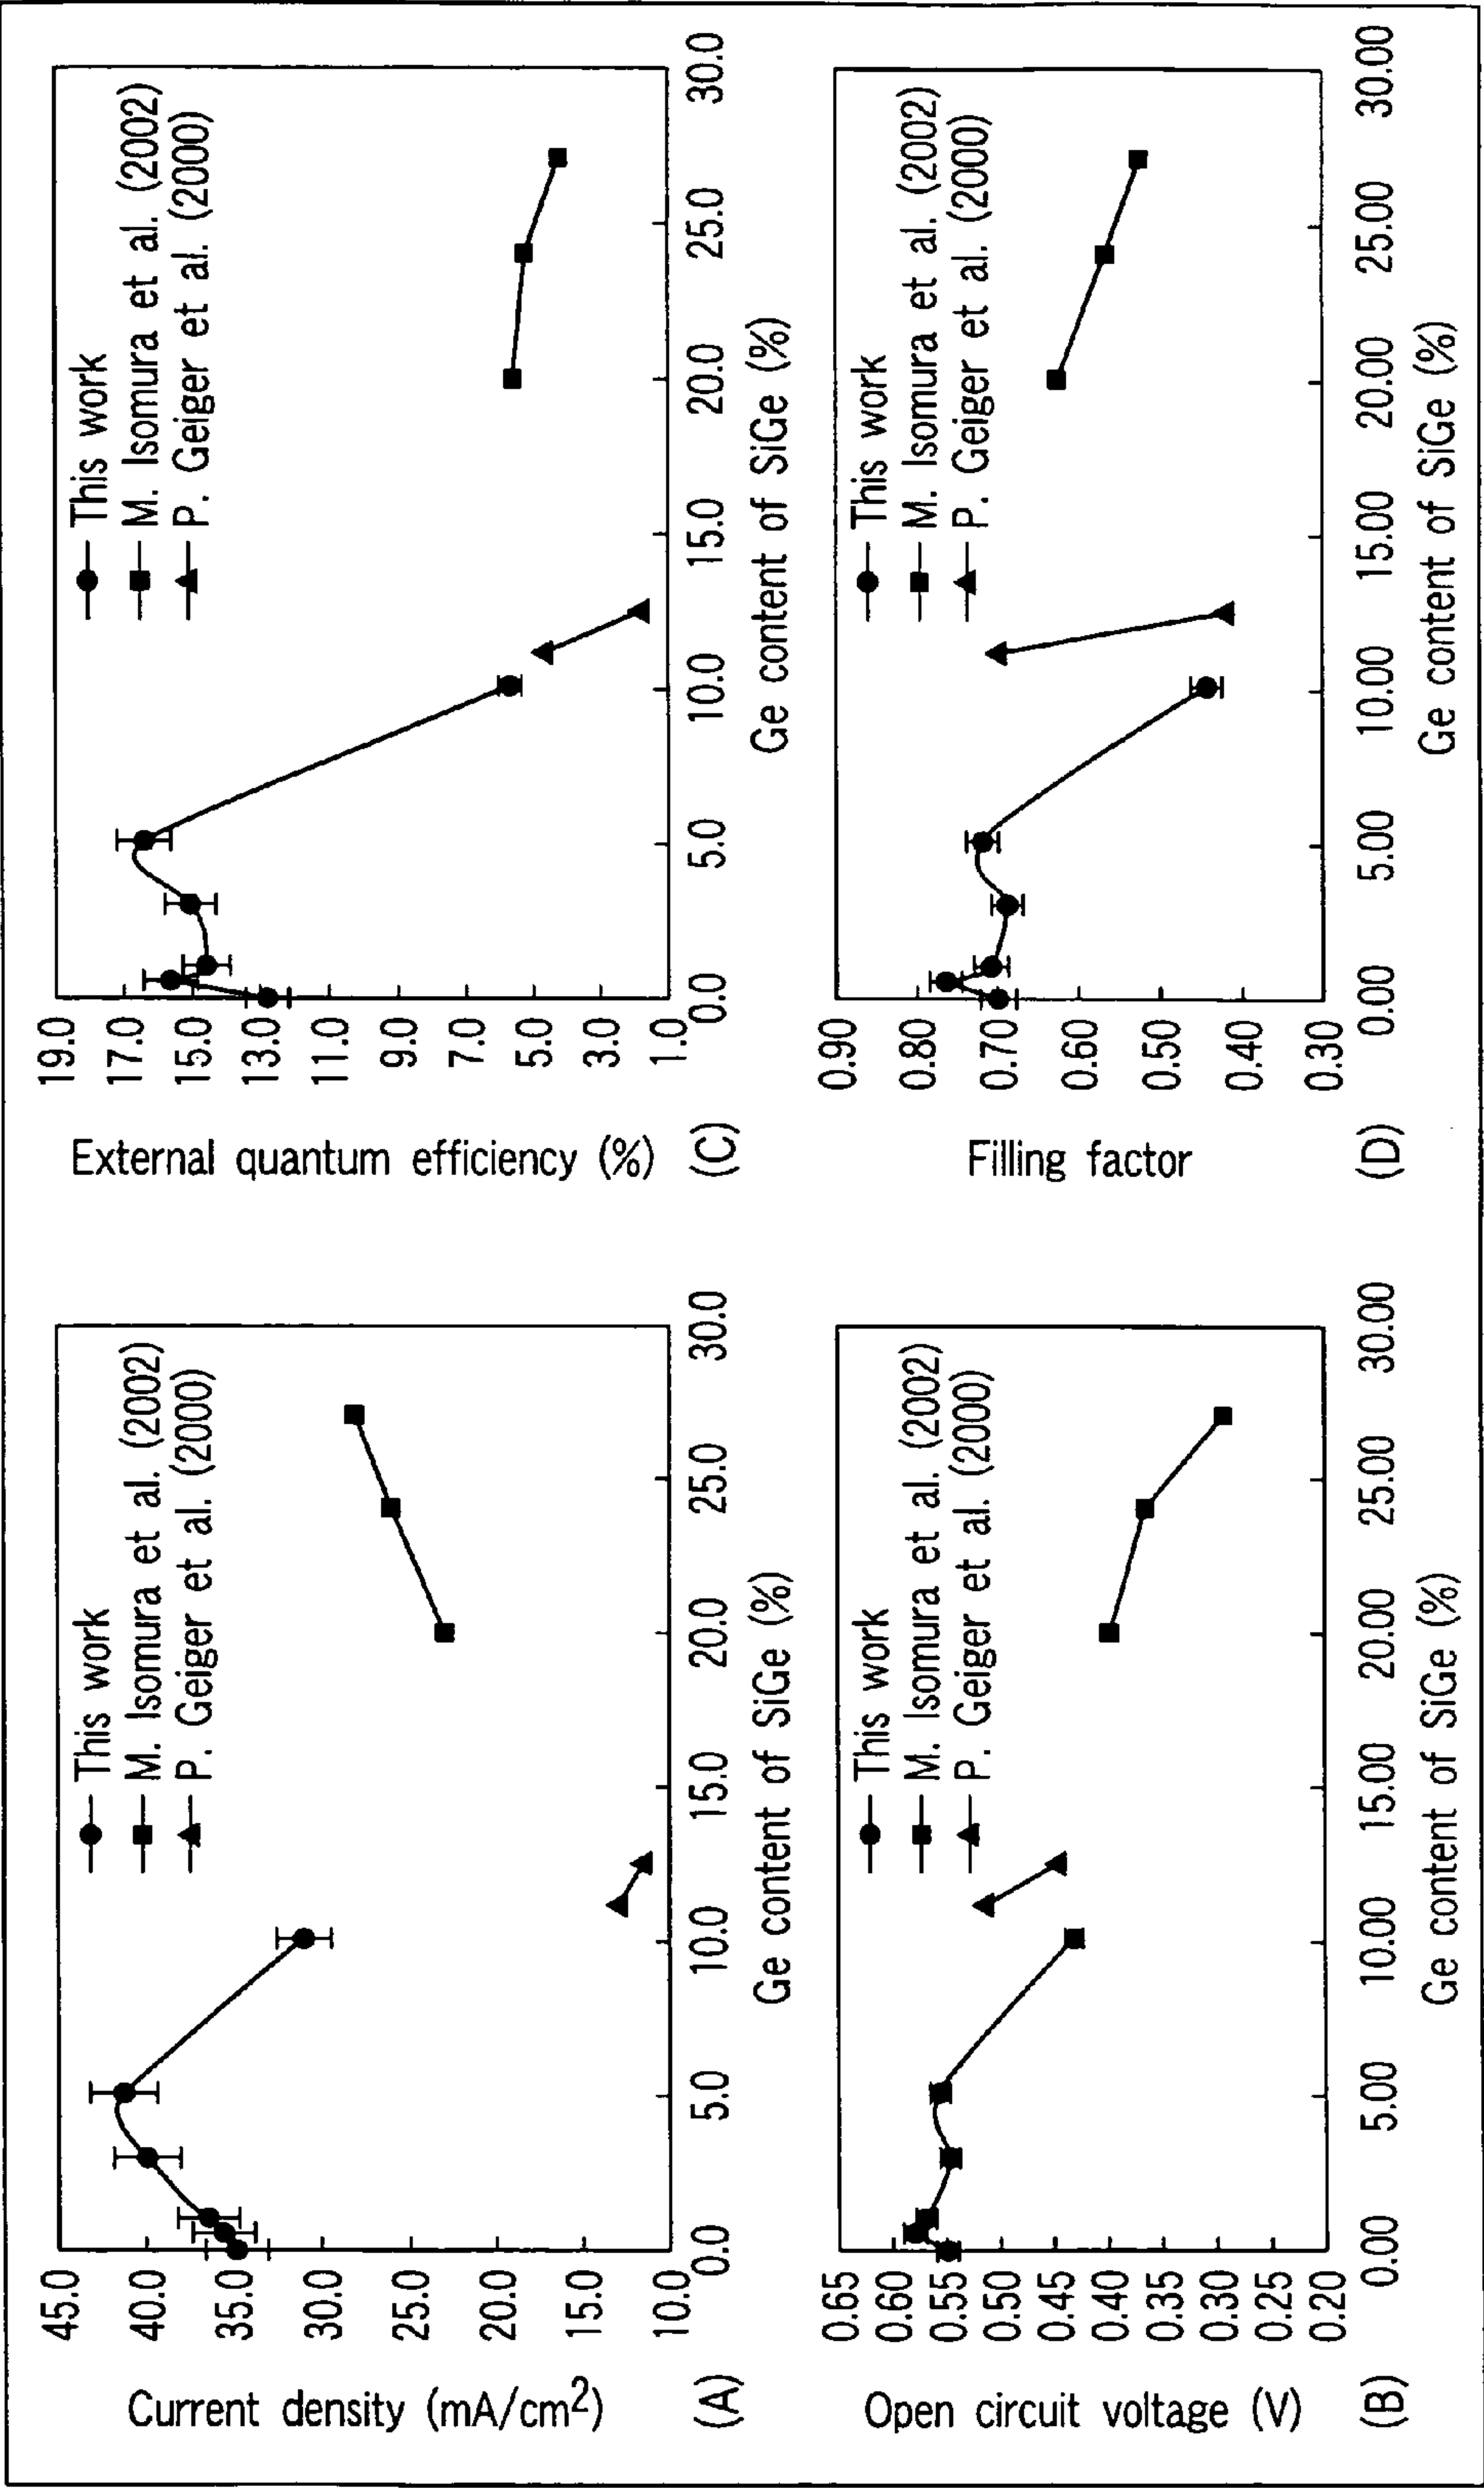 Current density (mA/cm2)
45.0
40.0
35.0
30.0
25.0
20.0
15.0
10.0
This work
M. Isomura et al. (2002)
P. Geiger et al. (2000)
0.0
5.0
10.0
15.0
20.0
25.0
30.0
Ge content of SiGe (%)
(A)
External quantum efficiency (%)
19.0
17.0
15.0
13.0
11.0
9.0
7.0
5.0
3.0
1.0
This work
M. Isomura et al. (2002)
P. Geiger et al. (2000)
0.0
5.0
10.0
15.0
20.0
25.0
30.0
Ge content of SiGe (%)
(C)
Open circuit voltage (V)
0.65
0.60
0.55
0.50
0.45
0.40
0.35
0.30
0.25
0.20
This work
M. Isomura et al. (2002)
P. Geiger et al. (2000)
0.00
5.00
10.00
15.00
20.00
25.00
30.00
Ge content of SiGe (%)
(B)
Filling factor
0.90
0.80
0.70
0.60
0.50
0.40
0.30
This work
M. Isomura et al. (2002)
P. Geiger et al. (2000)
0.00
5.00
10.00
15.00
20.00
25.00
30.00
Ge content of SiGe (%)
(D)